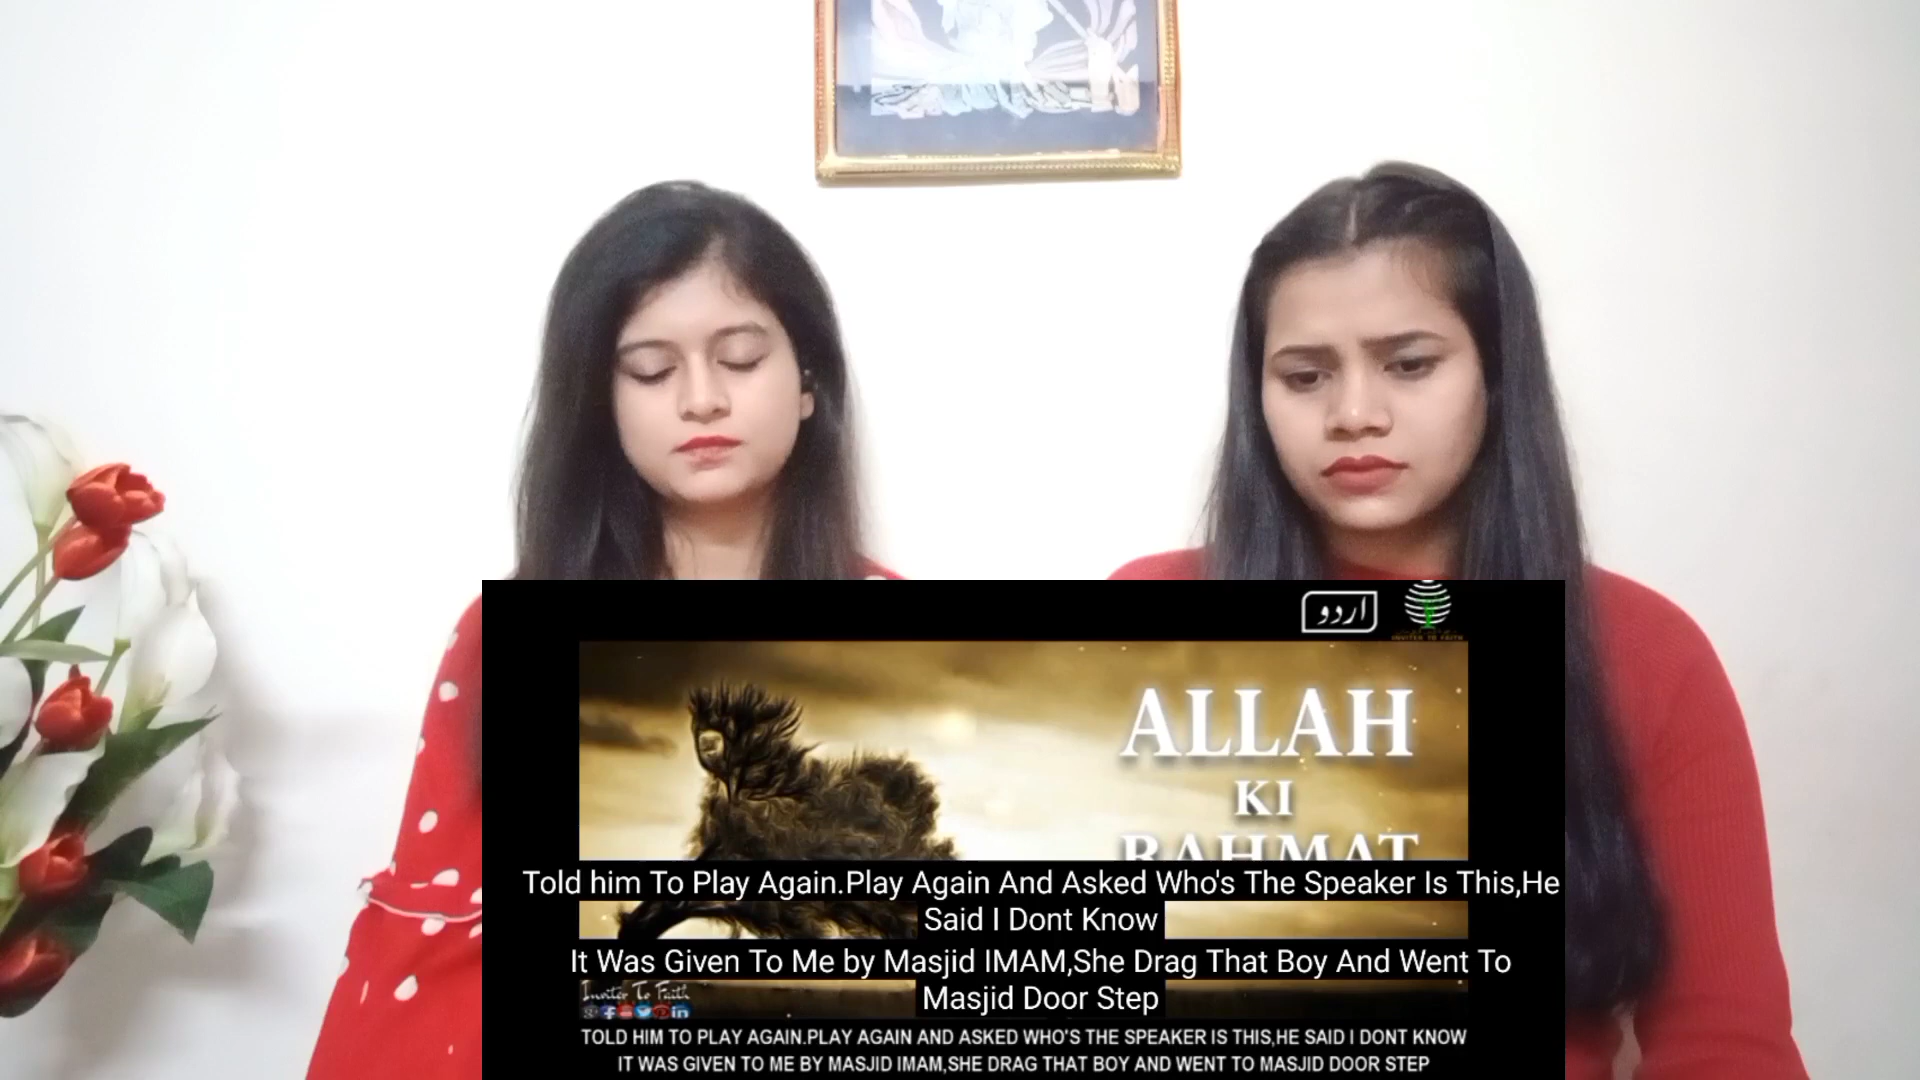 اردو
INVITER TO FAITH
ALLAH
KI
RAHMAT
Told him To Play Again.Play Again And Asked Who's The Speaker Is This,He
Said I Dont Know
It Was Given To Me by Masjid IMAM,She Drag That Boy And Went To
Masjid Door Step
Inviter To Faith
TOLD HIM TO PLAY AGAIN.PLAY AGAIN AND ASKED WHO'S THE SPEAKER IS THIS,HE SAID I DONT KNOW
IT WAS GIVEN TO ME BY MASJID IMAM,SHE DRAG THAT BOY AND WENT TO MASJID DOOR STEP